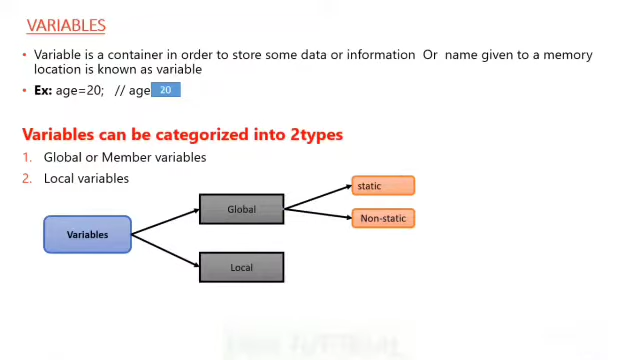 VARIABLES
• Variable is a container in order to store some data or information Or name given to a memory
location is known as variable
• Ex: age=20; // age 20
Variables can be categorized into 2types
1. Global or Member variables
2. Local variables
static
Global
Non-static
Variables
Local